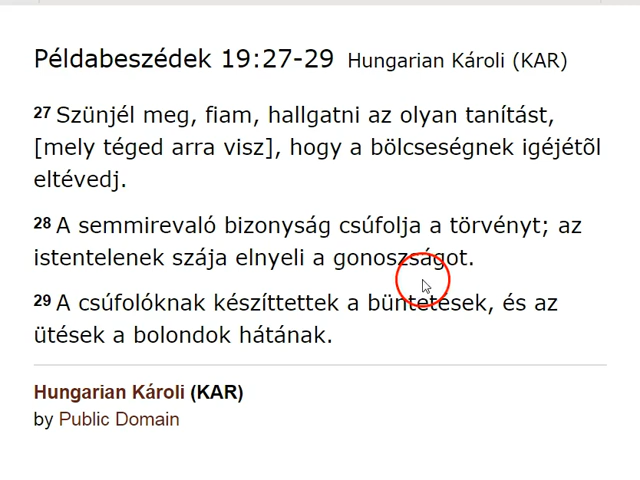 Példabeszédek 19:27-29 Hungarian Károli (KAR)
27 Szünjél meg, fiam, hallgatni az olyan tanítást,
[mely téged arra visz], hogy a bölcseségnek igéjétõl
eltévedj.
28 A semmirevaló bizonyság csúfolja a törvényt; az
istentelenek szája elnyeli a gonoszságot.
29 A csúfolóknak készíttettek a büntetések, és az
ütések a bolondok hátának.
Hungarian Károli (KAR)
by Public Domain